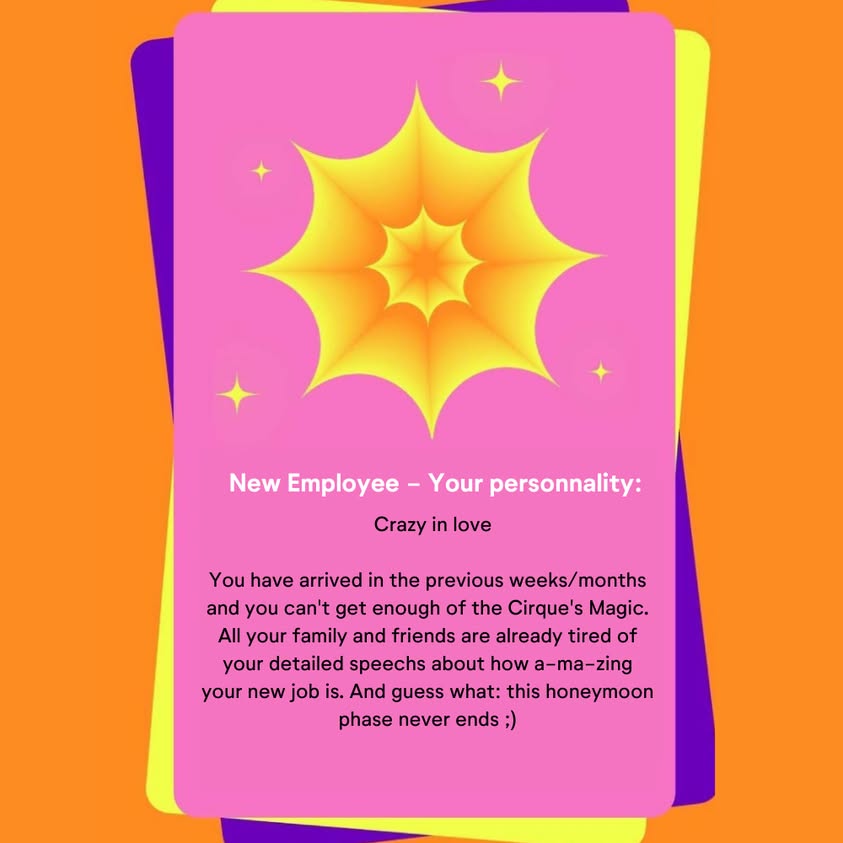 New Employee – Your personnality:
Crazy in love
You have arrived in the previous weeks/months
and you can't get enough of the Cirque's Magic.
All your family and friends are already tired of
your detailed speechs about how a-ma-zing
your new job is. And guess what: this honeymoon
phase never ends ;)